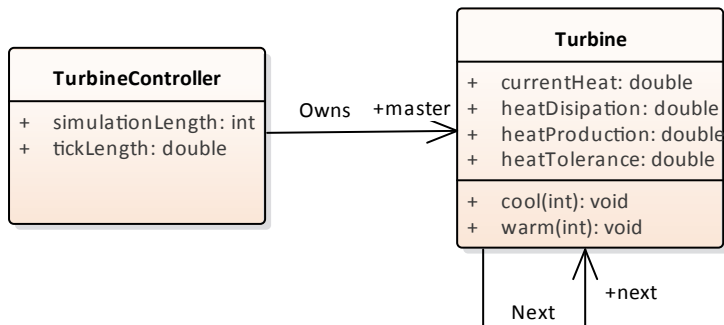 TurbineController
+ simulationLength: int
+ tickLength: double
Owns
+master
Turbine
+ currentHeat: double
+ heatDisipation: double
+ heatProduction: double
+ heatTolerance: double
+ cool(int): void
+ warm(int): void
Next
+next